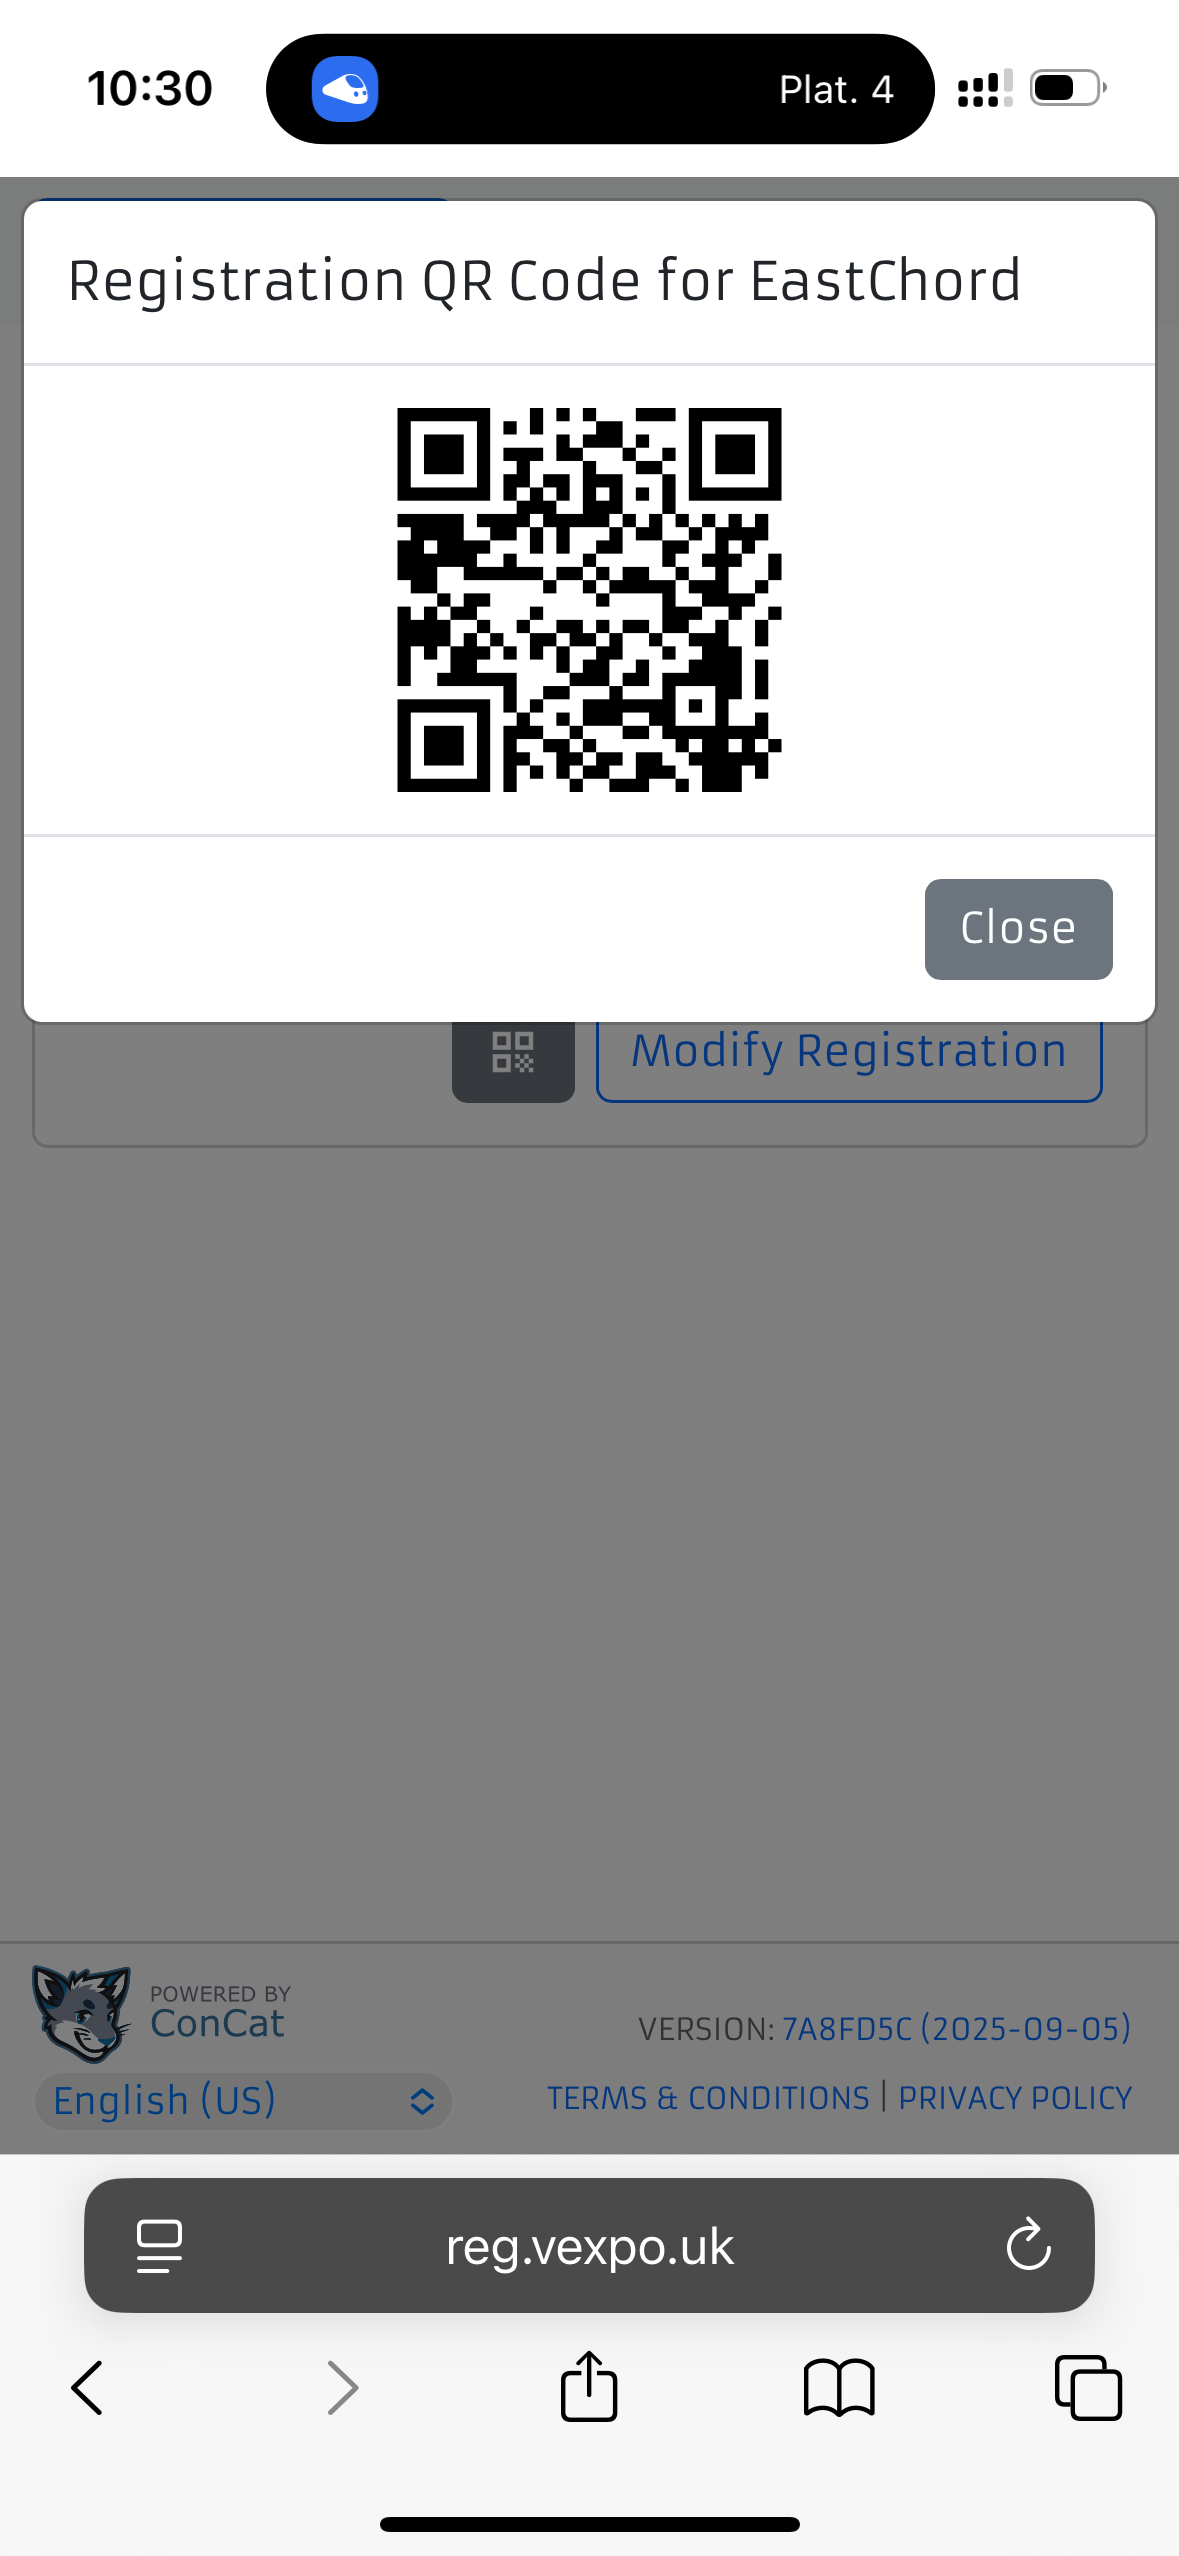 10:30
Plat. 4
Registration QR Code for EastChord
Close
Modify Registration
POWERED BY
ConCat
VERSION: 7A8FD5C (2025-09-05)
English (US)
TERMS & CONDITIONS | PRIVACY POLICY
reg.vexpo.uk